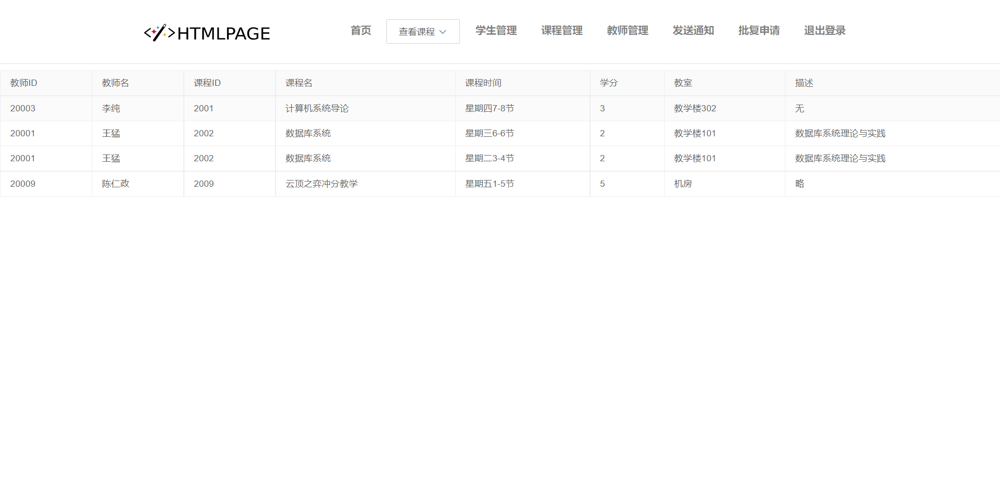 </>HTMLPAGE 首页 查看课程 学生管理 课程管理 教师管理 发送通知 批复申请 退出登录
教师ID 教师名 课程ID 课程名 课程时间 学分 教室 描述
20003 李纯 2001 计算机系统导论 星期四7-8节 3 教学楼302 无
20001 王猛 2002 数据库系统 星期三6-6节 2 教学楼101 数据库系统理论与实践
20001 王猛 2002 数据库系统 星期二3-4节 2 教学楼101 数据库系统理论与实践
20009 陈仁政 2009 云顶之弈冲分教学 星期五1-5节 5 机房 略